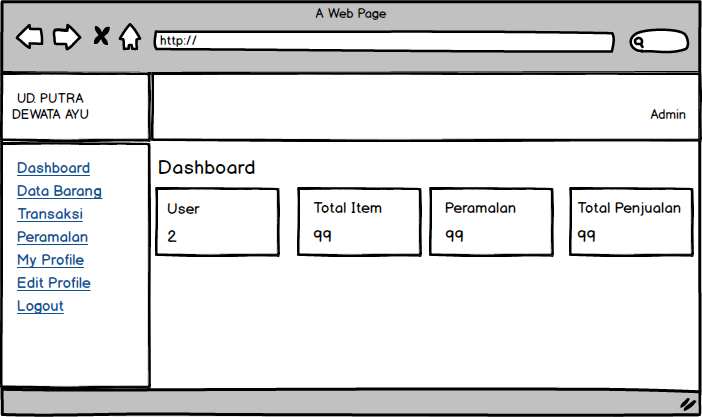 A Web Page
http://
UD. PUTRA
DEWATA AYU
Admin
Dashboard
Data Barang
Transaksi
Peramalan
My Profile
Edit Profile
Logout
Dashboard
User
2
Total Item
99
Peramalan
99
Total Penjualan
99